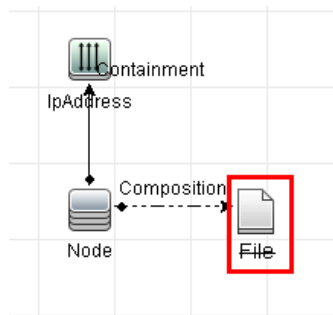 Containment
IpAddress
Composition
Node
File